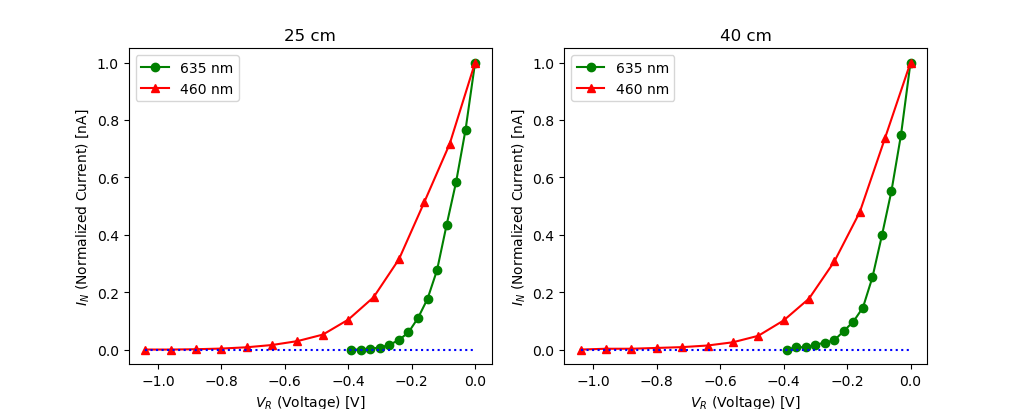 25 cm
635 nm
460 nm
1.0
0.8
0.6
0.4
0.2
0.0
I_N (Normalized Current) [nA]
−1.0 −0.8 −0.6 −0.4 −0.2 0.0
V_R (Voltage) [V]
40 cm
635 nm
460 nm
1.0
0.8
0.6
0.4
0.2
0.0
I_N (Normalized Current) [nA]
−1.0 −0.8 −0.6 −0.4 −0.2 0.0
V_R (Voltage) [V]